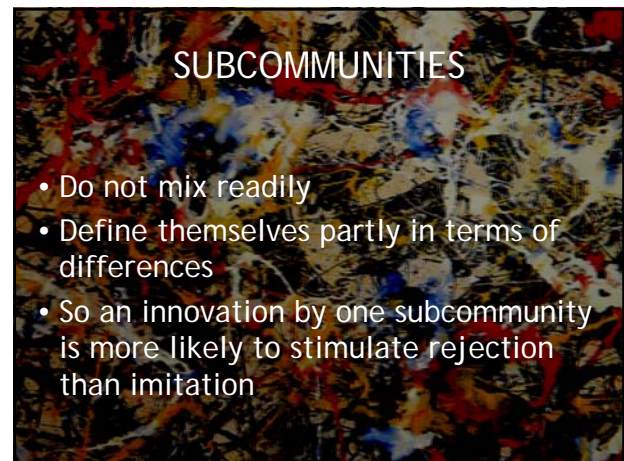 SUBCOMMUNITIES
• Do not mix readily
• Define themselves partly in terms of
differences
• So an innovation by one subcommunity
is more likely to stimulate rejection
than imitation